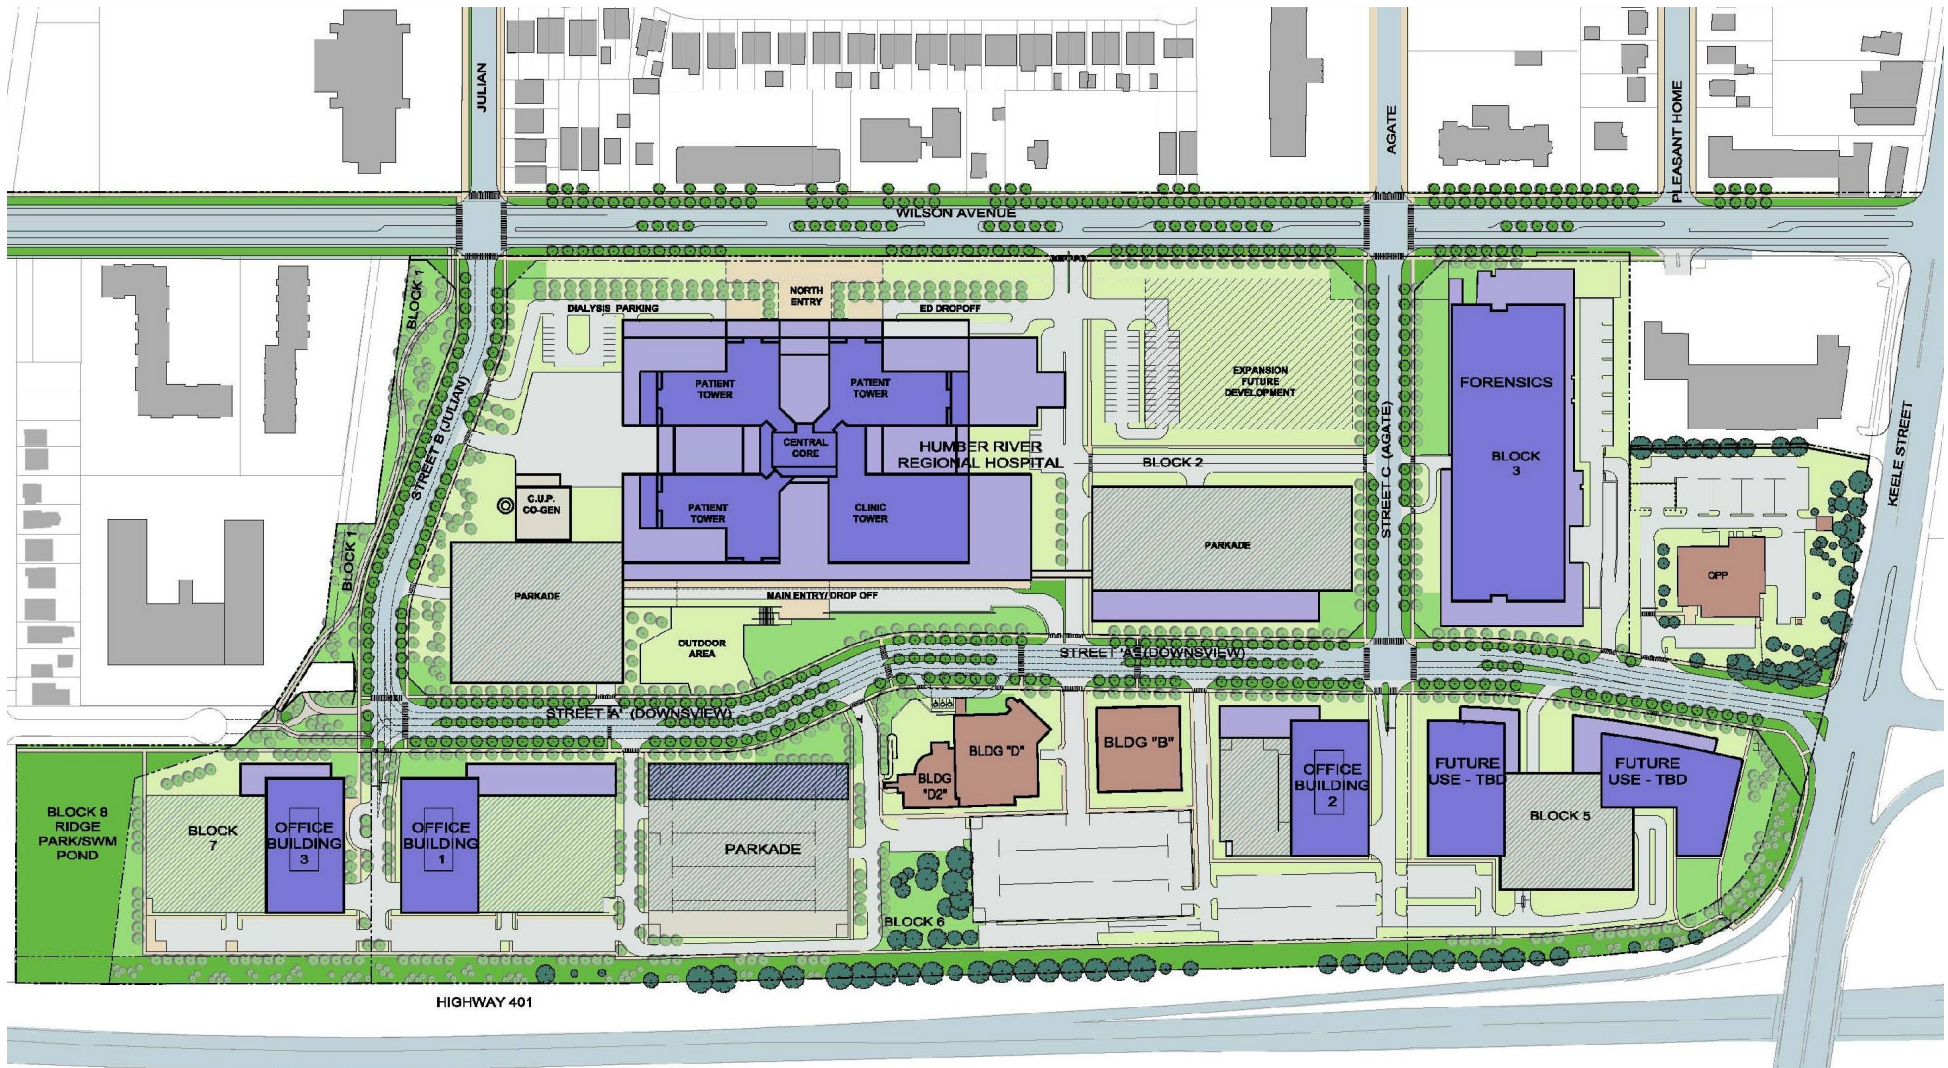 JULIAN
AGATE
PLEASANT HOME
WILSON AVENUE
BLOCK 1
NORTH
ENTRY
DIALYSIS PARKING
ED DROPOFF
PATIENT
TOWER
PATIENT
TOWER
EXPANSION
FUTURE
DEVELOPMENT
FORENSICS
STREET B (JULIAN)
CENTRAL
CORE
HUMBER RIVER
REGIONAL HOSPITAL
BLOCK 2
STREET C (AGATE)
BLOCK
3
KEELE STREET
C.U.P.
CO-GEN
PATIENT
TOWER
CLINIC
TOWER
PARKADE
BLOCK 1
PARKADE
MAIN ENTRY/ DROP OFF
OPP
OUTDOOR
AREA
STREET 'A' (DOWNSVIEW)
STREET 'A' (DOWNSVIEW)
BLDG "D"
BLDG "B"
BLDG
"D2"
OFFICE
BUILDING
2
FUTURE
USE - TBD
FUTURE
USE - TBD
BLOCK 8
RIDGE
PARK/SWM
POND
BLOCK
7
OFFICE
BUILDING
3
OFFICE
BUILDING
1
PARKADE
BLOCK 5
BLOCK 6
HIGHWAY 401